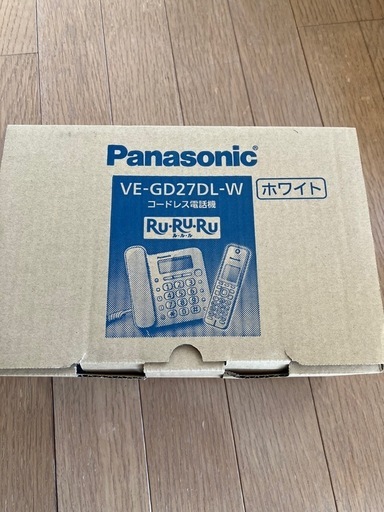 Panasonic®
VE-GD27DL-W ホワイト
コードレス電話機
Ru・Ru・Ru
ル・ル・ル
Panasonic